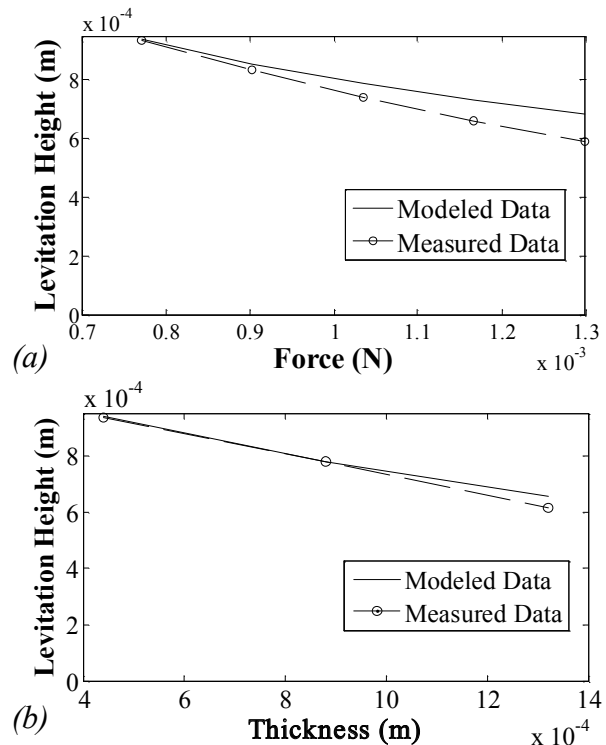 x 10-4
Levitation Height (m)
8
6
4
2
0
0.7
0.8
0.9
1
1.1
1.2
1.3
Modeled Data
Measured Data
(a)
Force (N)
x 10-3
x 10-4
Levitation Height (m)
8
6
4
2
0
4
6
8
10
12
14
Modeled Data
Measured Data
(b)
Thickness (m)
x 10-4